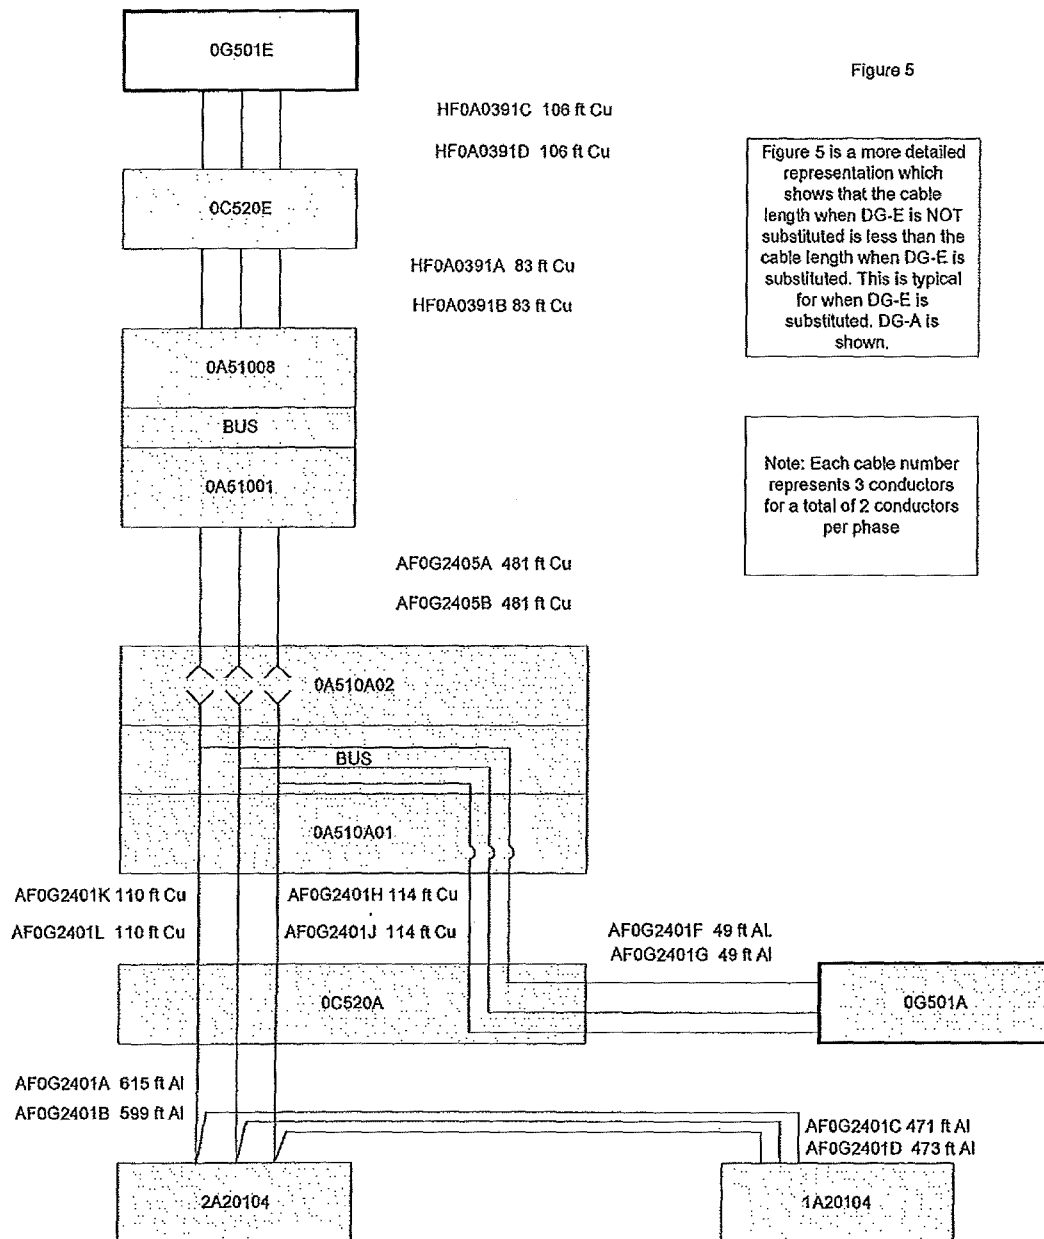 0G501E
Figure 5
HF0A0391C 106 ft Cu
HF0A0391D 106 ft Cu
Figure 5 is a more detailed
representation which
shows that the cable
length when DG-E is NOT
substituted is less than the
cable length when DG-E is
substituted. This is typical
for when DG-E is
substituted. DG-A is
shown.
0C520E
HF0A0391A 83 ft Cu
HF0A0391B 83 ft Cu
0A51008
BUS
0A51001
Note: Each cable number
represents 3 conductors
for a total of 2 conductors
per phase
AF0G2405A 481 ft Cu
AF0G2405B 481 ft Cu
0A510A02
BUS
0A510A01
AF0G2401K 110 ft Cu
AF0G2401L 110 ft Cu
AF0G2401H 114 ft Cu
AF0G2401J 114 ft Cu
AF0G2401F 49 ft AL
AF0G2401G 49 ft Al
0C520A
0G501A
AF0G2401A 615 ft Al
AF0G2401B 599 ft Al
AF0G2401C 471 ft Al
AF0G2401D 473 ft Al
2A20104
1A20104